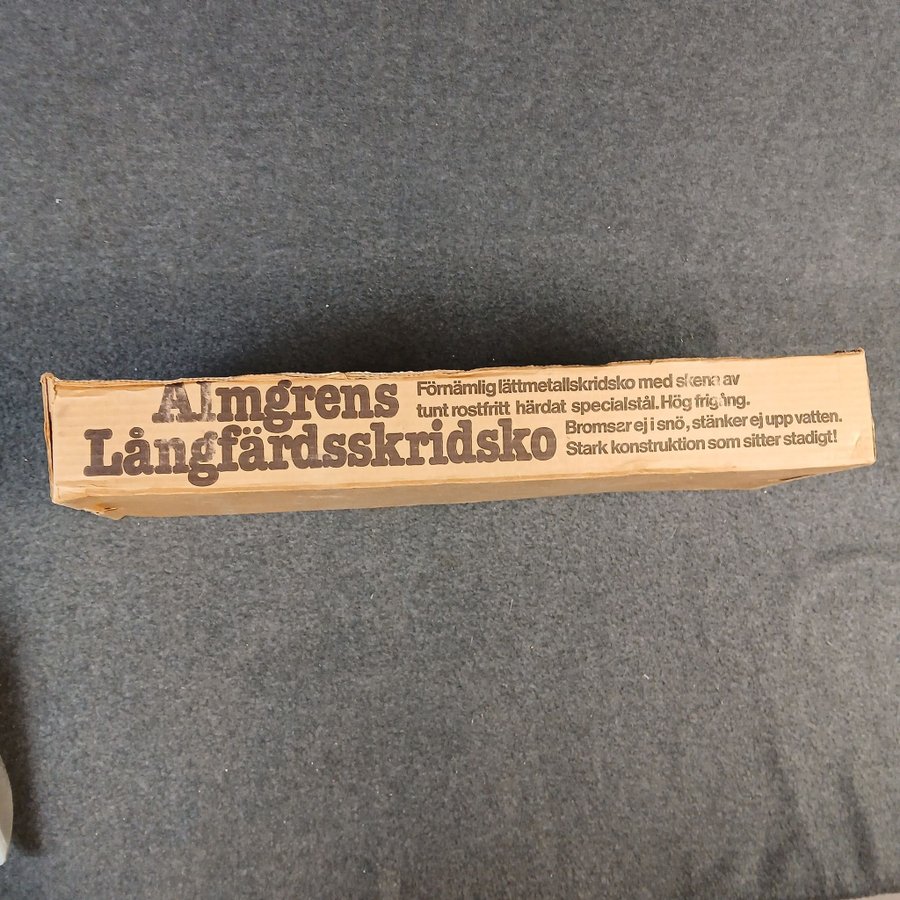 Almgrens
Långfärdsskridsko
Förnämlig lättmetallskridsko med skena av
tunt rostfritt härdat specialstål. Hög frigång.
Bromsar ej i snö, stänker ej upp vatten.
Stark konstruktion som sitter stadigt!